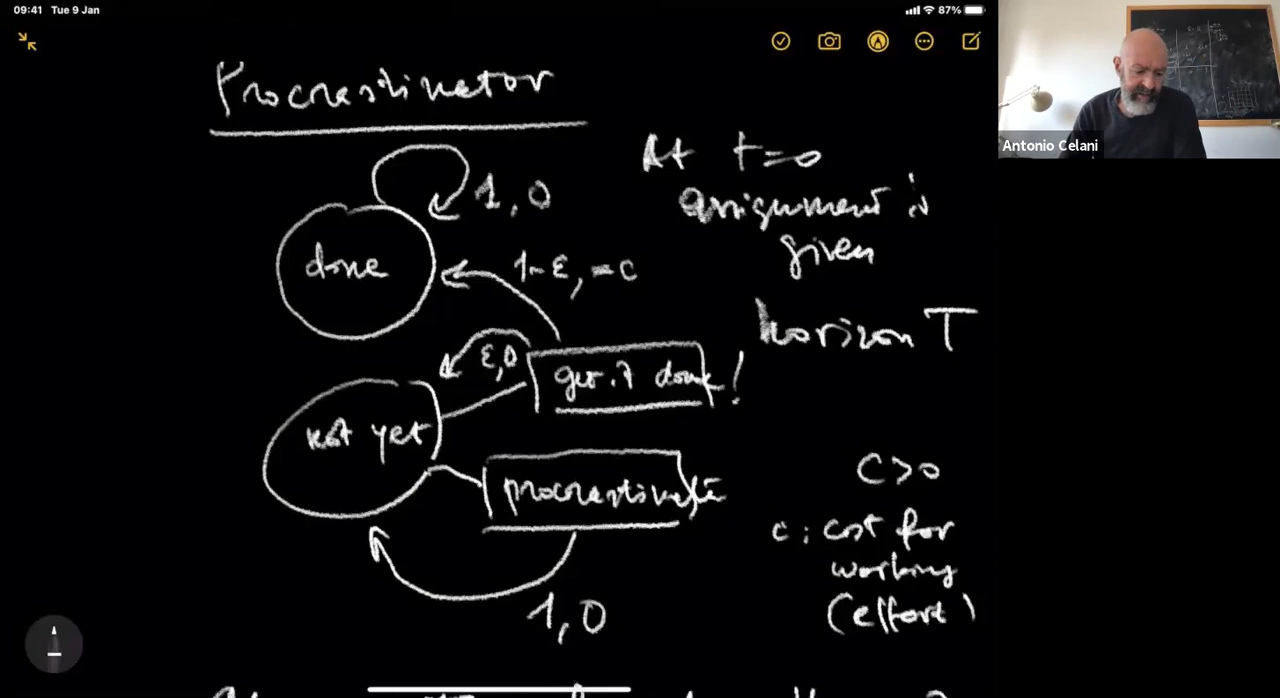 09:41 Tue 9 Jan
87%
Antonio Celani
Procrastinator
At t=0
assignment is
given
1, 0
done
1-ε, -c
horizon T
ε, 0
get it done!
not yet
procrastinate
C>0
c: cost for
working
(effort)
1, 0